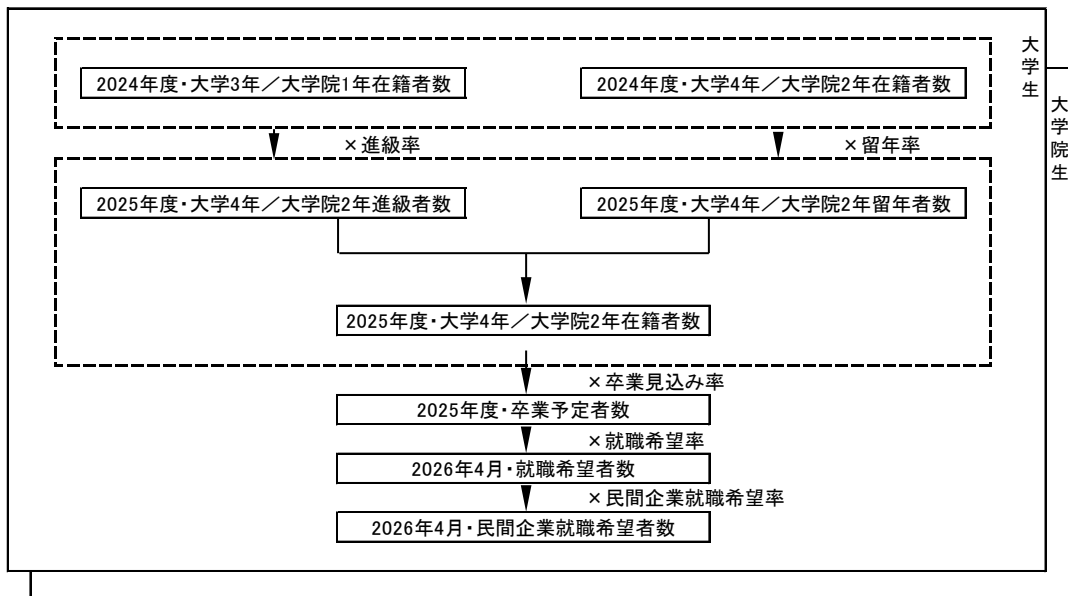 大学生
大学院生
2024年度・大学3年／大学院1年在籍者数
2024年度・大学4年／大学院2年在籍者数
×進級率
×留年率
2025年度・大学4年／大学院2年進級者数
2025年度・大学4年／大学院2年留年者数
2025年度・大学4年／大学院2年在籍者数
×卒業見込み率
2025年度・卒業予定者数
×就職希望率
2026年4月・就職希望者数
×民間企業就職希望率
2026年4月・民間企業就職希望者数